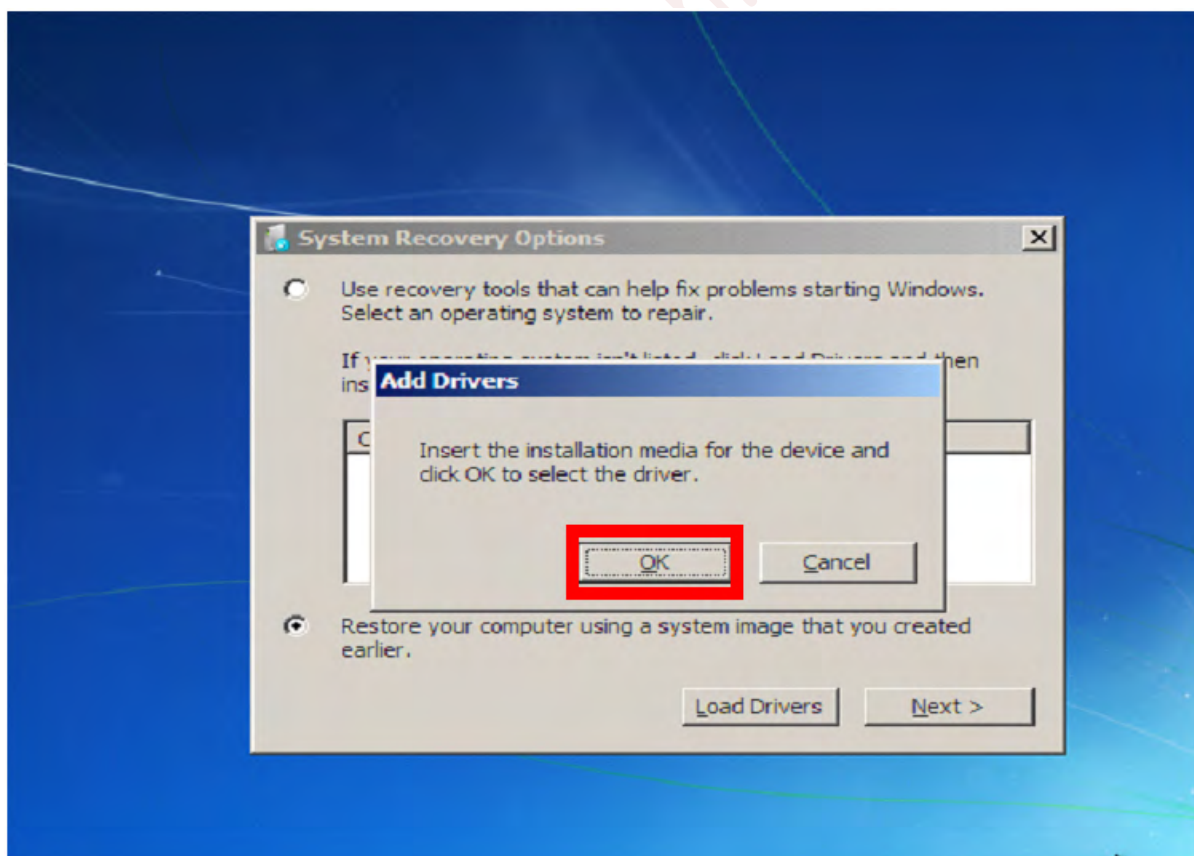 System Recovery Options
Use recovery tools that can help fix problems starting Windows.
Select an operating system to repair.
If
then
ins
Add Drivers
Insert the installation media for the device and
click OK to select the driver.
OK
Cancel
Restore your computer using a system image that you created
earlier.
Load Drivers
Next >